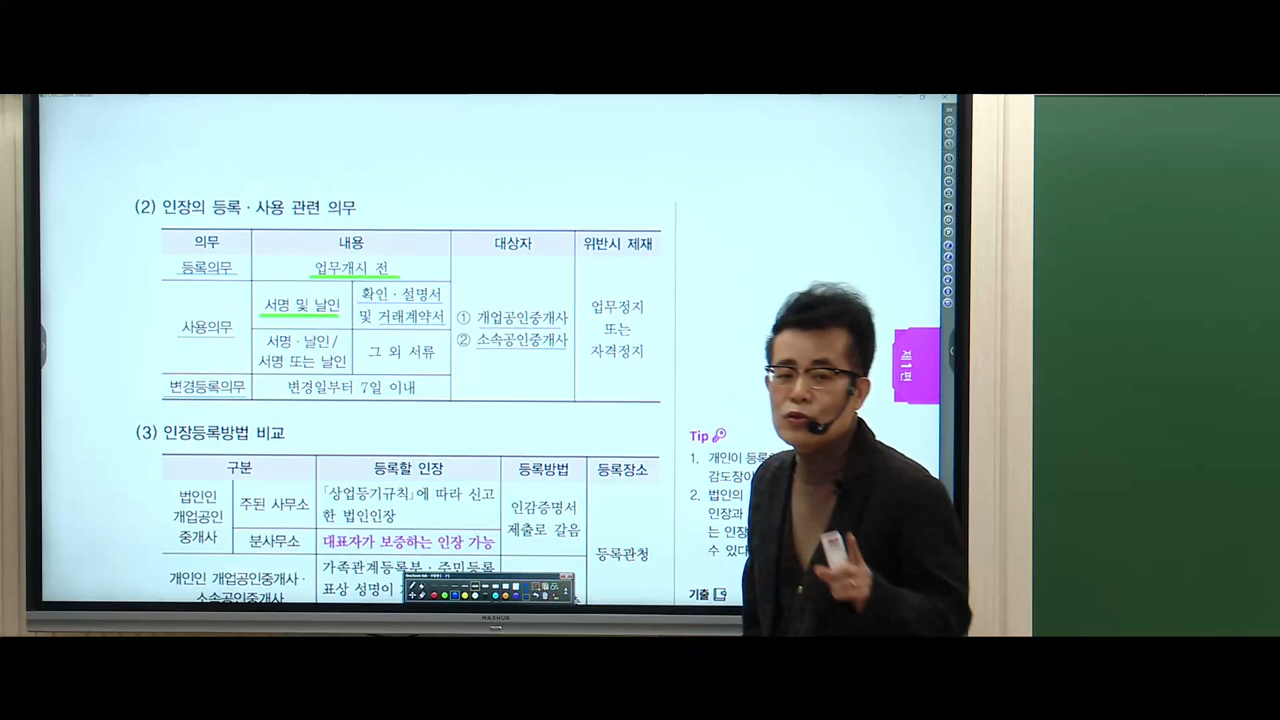 (2) 인장의 등록·사용 관련 의무
의무 내용 대상자 위반시 제재
등록의무 업무개시 전
사용의무 서명 및 날인 확인·설명서 및 거래계약서
서명·날인/ 서명 또는 날인 그 외 서류
① 개업공인중개사
② 소속공인중개사
업무정지
또는
자격정지
변경등록의무 변경일부터 7일 이내
(3) 인장등록방법 비교
구분 등록할 인장 등록방법 등록장소
법인인
개업공인
중개사
주된 사무소 「상업등기규칙」에 따라 신고
한 법인인장
분사무소 대표자가 보증하는 인장 가능
인감증명서
제출로 갈음
등록관청
개인인 개업공인중개사·
소속공인중개사
가족관계등록부·주민등록
표상 성명이
제1편
Tip
1. 개인이
감도장이
2. 법인의
인장과
는 인장
수 있다
기출
MAXHUB